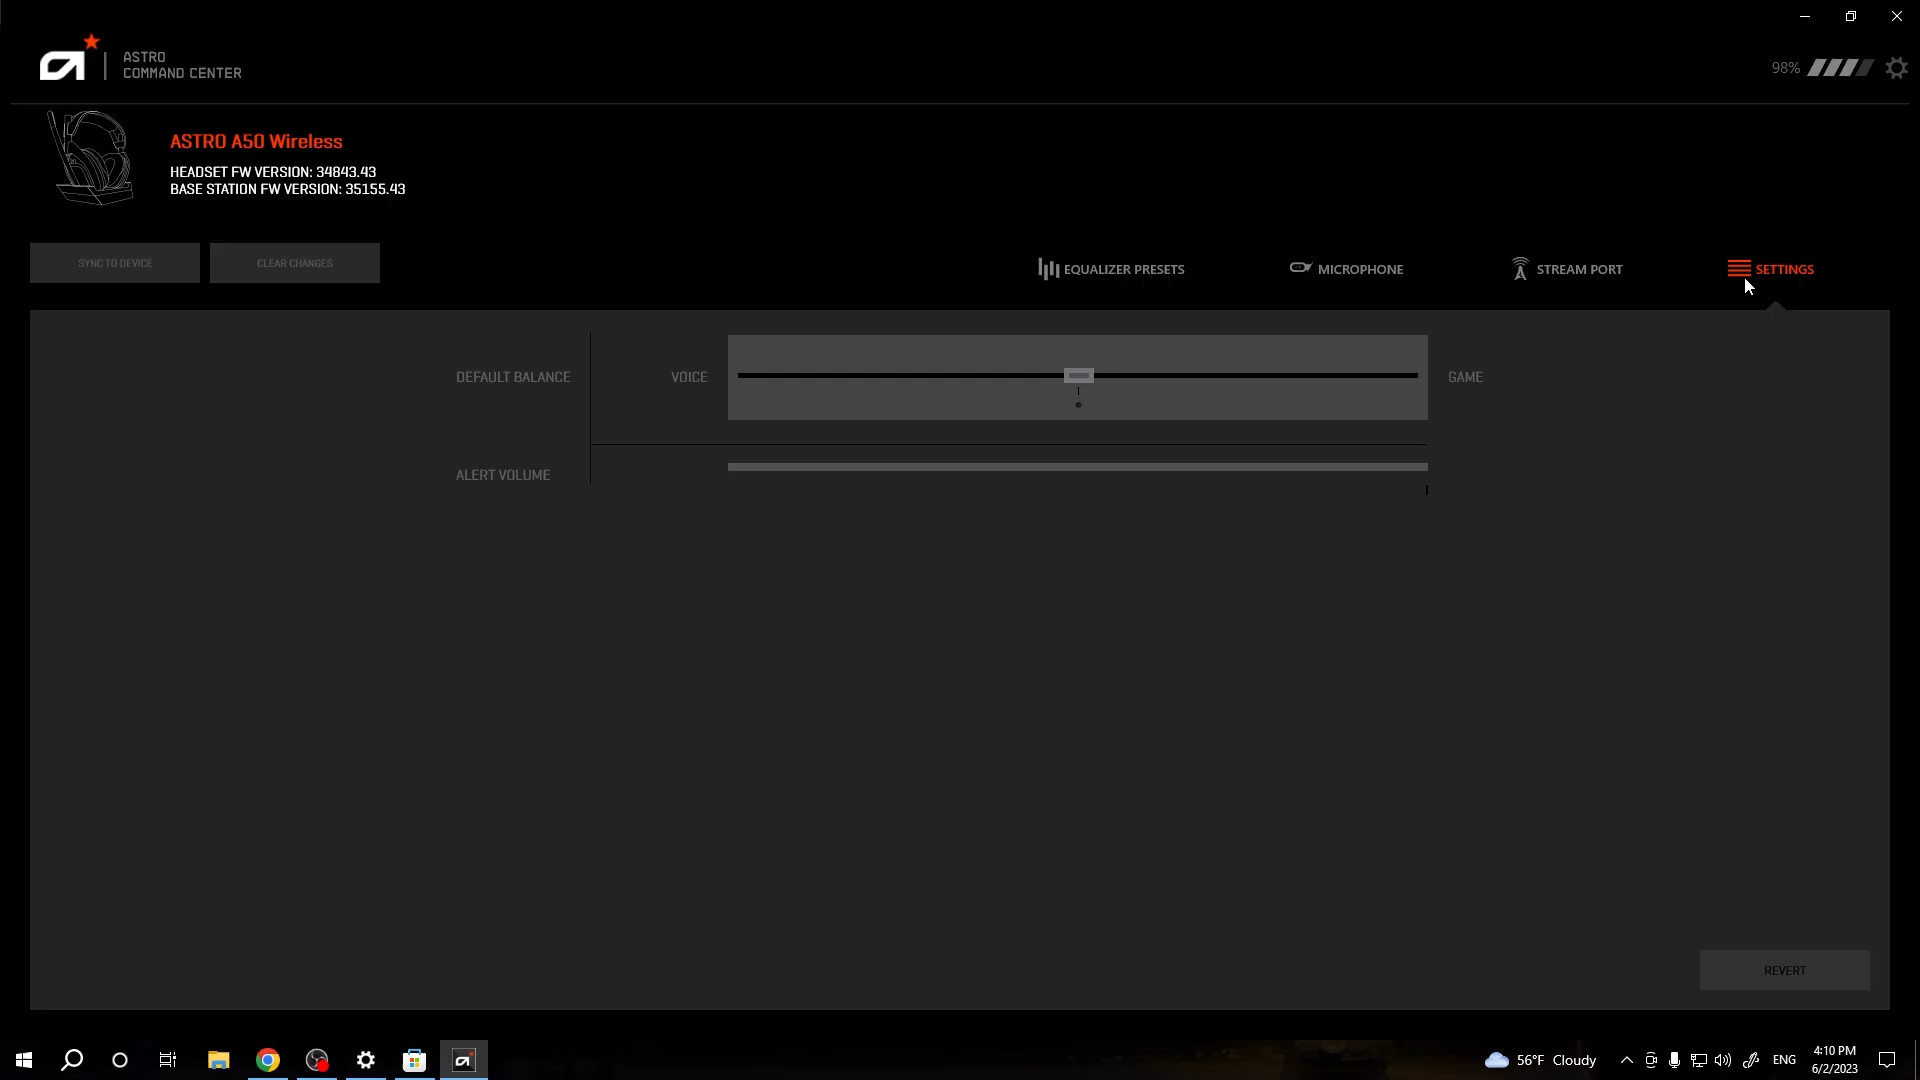 ASTRO
COMMAND CENTER
98%
ASTRO A50 Wireless
HEADSET FW VERSION: 34843.43
BASE STATION FW VERSION: 35155.43
SYNC TO DEVICE
CLEAR CHANGES
EQUALIZER PRESETS
MICROPHONE
STREAM PORT
SETTINGS
DEFAULT BALANCE
VOICE
GAME
ALERT VOLUME
REVERT
56°F Cloudy
ENG
4:10 PM
6/2/2023